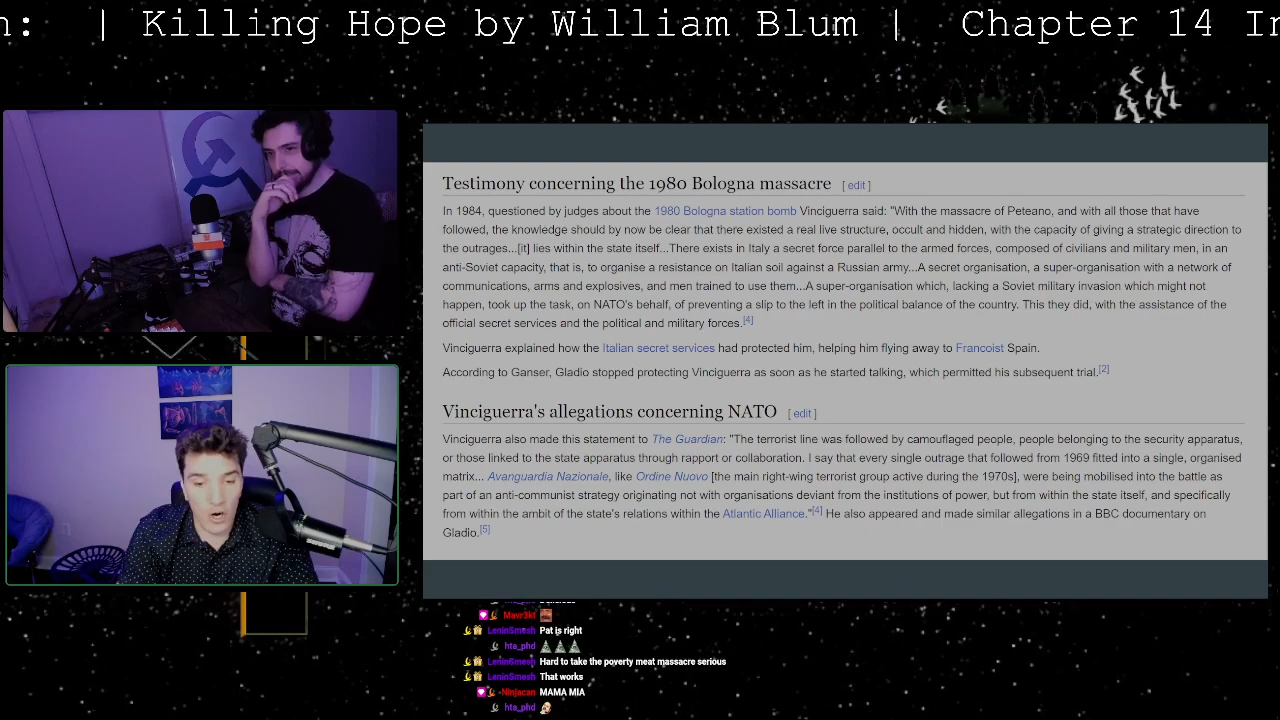 n: | Killing Hope by William Blum | Chapter 14 In
Testimony concerning the 1980 Bologna massacre [ edit ]
In 1984, questioned by judges about the 1980 Bologna station bomb Vinciguerra said: "With the massacre of Peteano, and with all those that have
followed, the knowledge should by now be clear that there existed a real live structure, occult and hidden, with the capacity of giving a strategic direction to
the outrages...[it] lies within the state itself...There exists in Italy a secret force parallel to the armed forces, composed of civilians and military men, in an
anti-Soviet capacity, that is, to organise a resistance on Italian soil against a Russian army...A secret organisation, a super-organisation with a network of
communications, arms and explosives, and men trained to use them...A super-organisation which, lacking a Soviet military invasion which might not
happen, took up the task, on NATO's behalf, of preventing a slip to the left in the political balance of the country. This they did, with the assistance of the
official secret services and the political and military forces.[4]
Vinciguerra explained how the Italian secret services had protected him, helping him flying away to Francoist Spain.
According to Ganser, Gladio stopped protecting Vinciguerra as soon as he started talking, which permitted his subsequent trial.[2]
Vinciguerra's allegations concerning NATO [ edit ]
Vinciguerra also made this statement to The Guardian: "The terrorist line was followed by camouflaged people, people belonging to the security apparatus,
or those linked to the state apparatus through rapport or collaboration. I say that every single outrage that followed from 1969 fitted into a single, organised
matrix... Avanguardia Nazionale, like Ordine Nuovo [the main right-wing terrorist group active during the 1970s], were being mobilised into the battle as
part of an anti-communist strategy originating not with organisations deviant from the institutions of power, but from within the state itself, and specifically
from within the ambit of the state's relations within the Atlantic Alliance."[4] He also appeared and made similar allegations in a BBC documentary on
Gladio.[5]
Mavr3kt
LeninSmesh Pat is right
hta_phd
LeninSmesh Hard to take the poverty meat massacre serious
LeninSmesh That works
-Ninjacan MAMA MIA
hta_phd